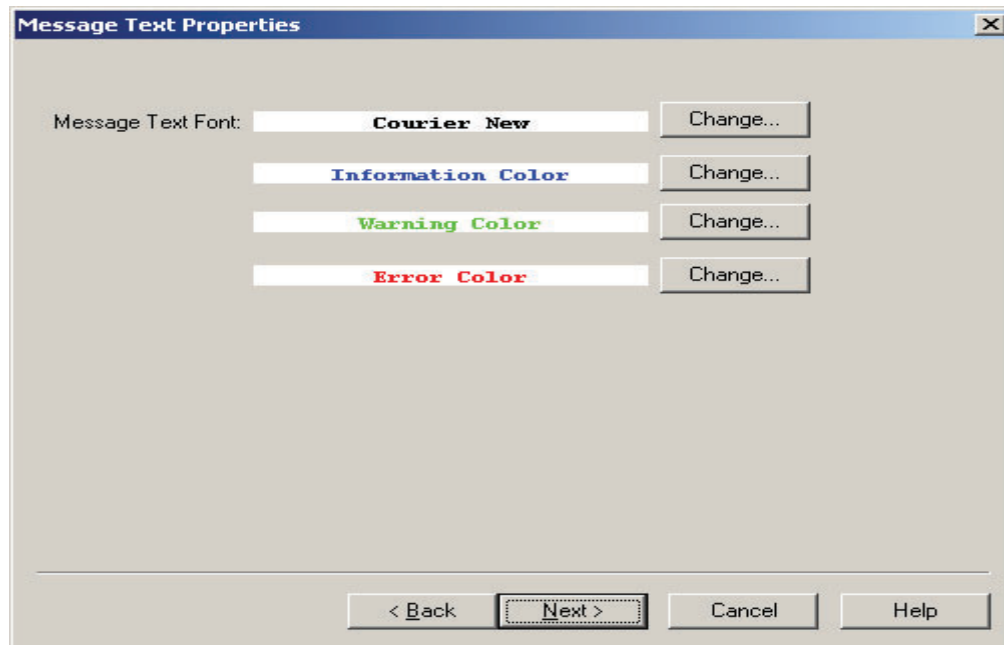 Message Text Properties
Message Text Font: Courier New Change...
Information Color Change...
Warning Color Change...
Error Color Change...
< Back Next > Cancel Help